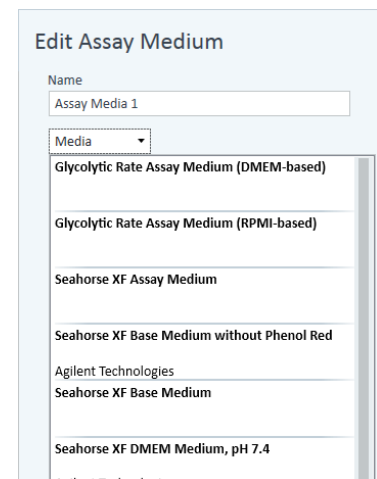 Edit Assay Medium
Name
Assay Media 1
Media
Glycolytic Rate Assay Medium (DMEM-based)
Glycolytic Rate Assay Medium (RPMI-based)
Seahorse XF Assay Medium
Seahorse XF Base Medium without Phenol Red
Agilent Technologies
Seahorse XF Base Medium
Seahorse XF DMEM Medium, pH 7.4